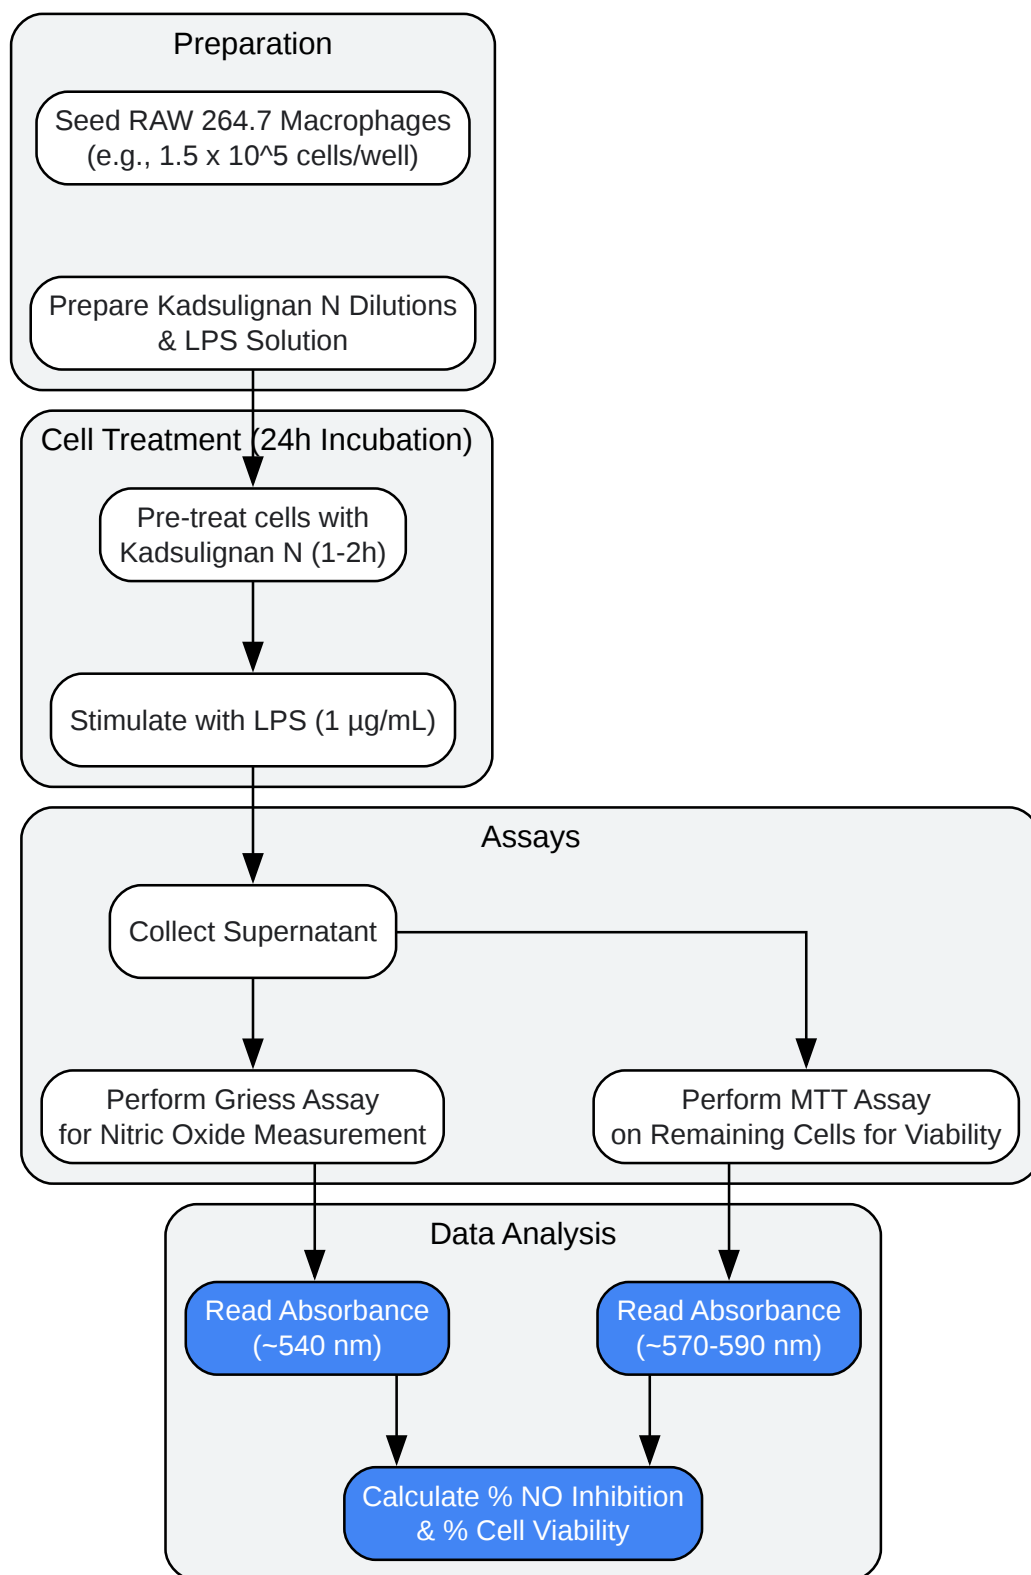 Preparation
Seed RAW 264.7 Macrophages
(e.g., 1.5 x 10^5 cells/well)
Prepare Kadsulignan N Dilutions
& LPS Solution
Cell Treatment (24h Incubation)
Pre-treat cells with
Kadsulignan N (1-2h)
Stimulate with LPS (1 µg/mL)
Assays
Collect Supernatant
Perform Griess Assay
for Nitric Oxide Measurement
Perform MTT Assay
on Remaining Cells for Viability
Data Analysis
Read Absorbance
(~540 nm)
Read Absorbance
(~570-590 nm)
Calculate % NO Inhibition
& % Cell Viability